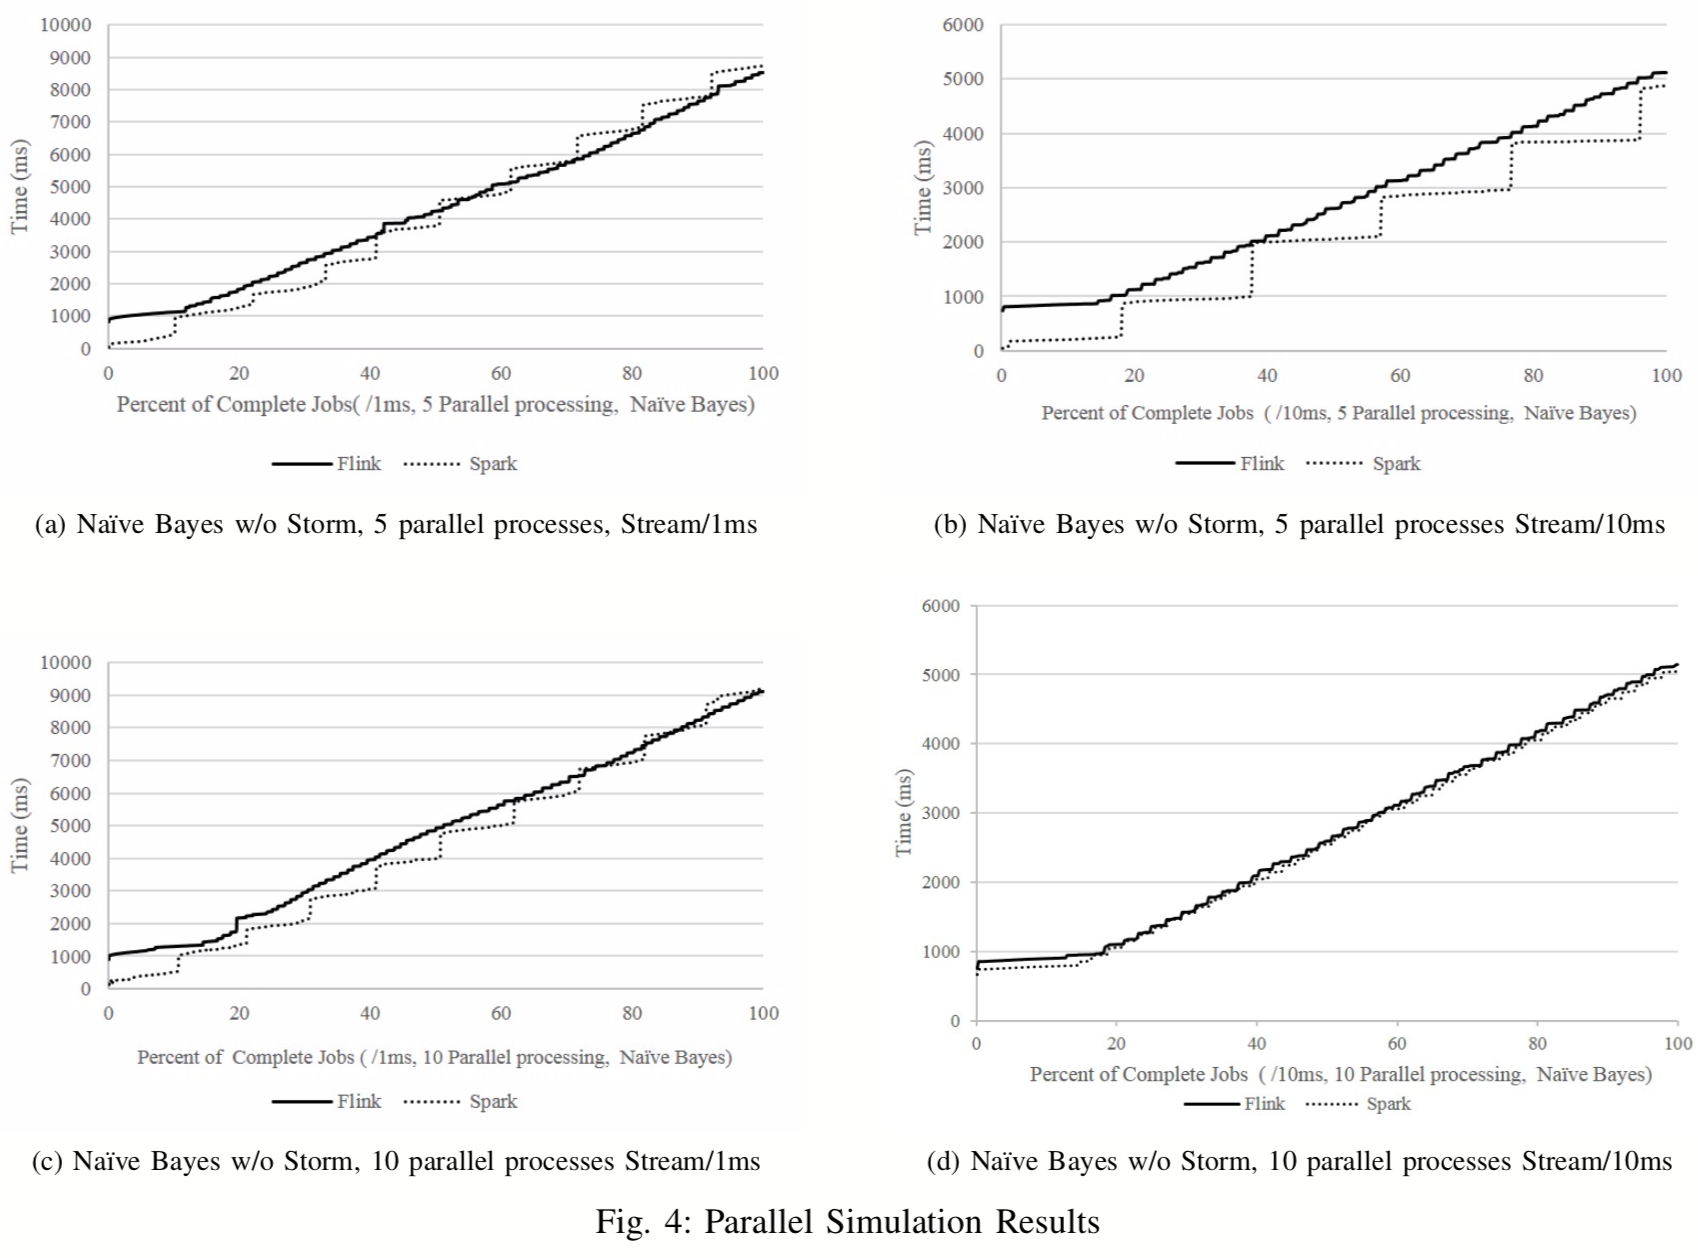 10000
9000
8000
7000
6000
5000
4000
3000
2000
1000
0
Time (ms)
0 20 40 60 80 100
Percent of Complete Jobs( /1ms, 5 Parallel processing, Naïve Bayes)
Flink Spark
(a) Naïve Bayes w/o Storm, 5 parallel processes, Stream/1ms
6000
5000
4000
3000
2000
1000
0
Time (ms)
0 20 40 60 80 100
Percent of Complete Jobs ( /10ms, 5 Parallel processing, Naïve Bayes)
Flink Spark
(b) Naïve Bayes w/o Storm, 5 parallel processes Stream/10ms
10000
9000
8000
7000
6000
5000
4000
3000
2000
1000
0
Time (ms)
0 20 40 60 80 100
Percent of Complete Jobs ( /1ms, 10 Parallel processing, Naïve Bayes)
Flink Spark
(c) Naïve Bayes w/o Storm, 10 parallel processes Stream/1ms
6000
5000
4000
3000
2000
1000
0
Time (ms)
0 20 40 60 80 100
Percent of Complete Jobs ( /10ms, 10 Parallel processing, Naïve Bayes)
Flink Spark
(d) Naïve Bayes w/o Storm, 10 parallel processes Stream/10ms
Fig. 4: Parallel Simulation Results